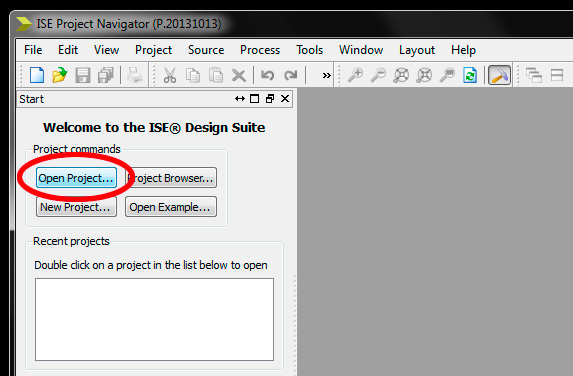 ISE Project Navigator (P.20131013)
File Edit View Project Source Process Tools Window Layout Help
»
Start
Welcome to the ISE® Design Suite
Project commands
Open Project... Project Browser...
New Project... Open Example...
Recent projects
Double click on a project in the list below to open